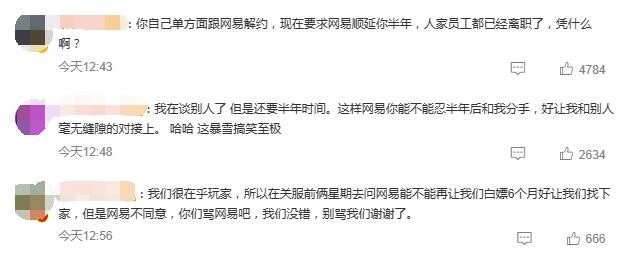 ：你自己单方面跟网易解约，现在要求网易顺延你半年，人家员工都已经离职了，凭什么
啊？
今天12:43
4784
：我在谈别人了 但是还要半年时间。这样网易你能不能忍半年后和我分手，好让我和别人
毫无缝隙的对接上。 哈哈 这暴雪搞笑至极
今天12:48
2634
：我们很在乎玩家，所以在关服前俩星期去问网易能不能再让我们白嫖6个月好让我们找下
家，但是网易不同意，你们骂网易吧，我们没错，别骂我们谢谢了。
今天12:56
666